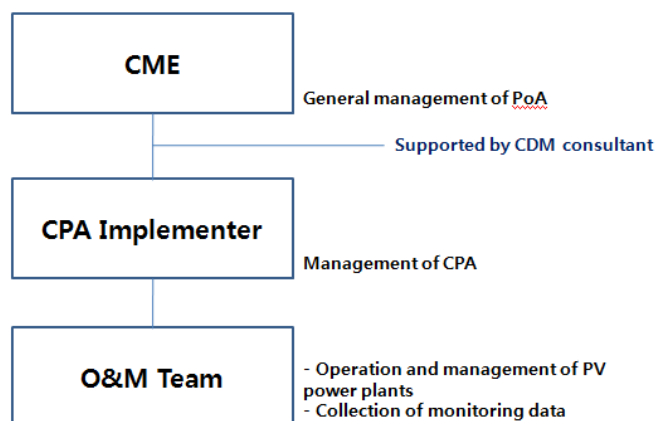 CME
General management of PoA
Supported by CDM consultant
CPA Implementer
Management of CPA
O&M Team
- Operation and management of PV
power plants
- Collection of monitoring data